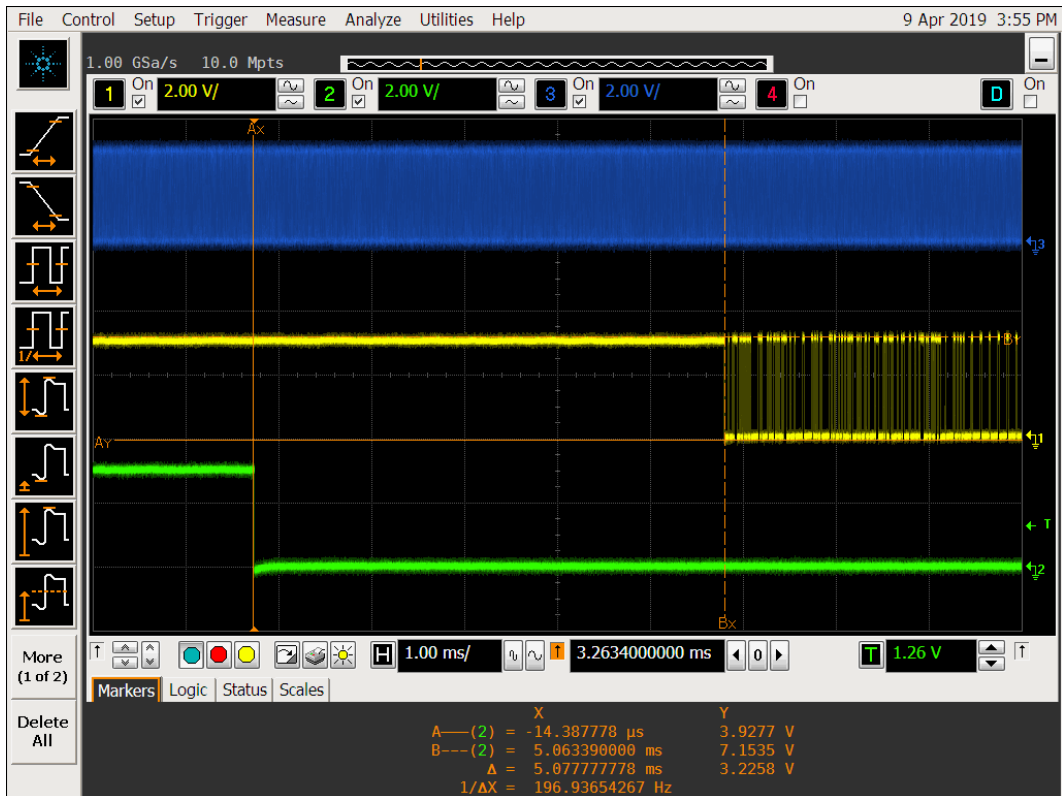 File Control Setup Trigger Measure Analyze Utilities Help 9 Apr 2019 3:55 PM
1.00 GSa/s 10.0 Mpts
1 On 2.00 V/ 2 On 2.00 V/ 3 On 2.00 V/ 4 On D On
Ax
3
B
Ay
1
T
2
Bx
1/
More
(1 of 2)
Delete
All
H 1.00 ms/ 3.2634000000 ms 0 T 1.26 V
Markers Logic Status Scales
X Y
A——(2) = -14.387778 µs 3.9277 V
B---(2) = 5.063390000 ms 7.1535 V
Δ = 5.077777778 ms 3.2258 V
1/ΔX = 196.93654267 Hz